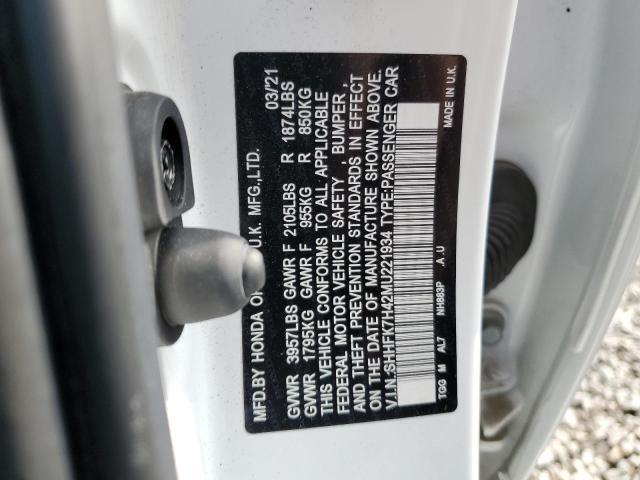 MFD.BY HONDA OF U.K. MFG.,LTD. 03/21
GVWR 3957LBS GAWR F 2105LBS R 1874LBS
GVWR 1795KG GAWR F 955KG R 850KG
THIS VEHICLE CONFORMS TO ALL APPLICABLE
FEDERAL MOTOR VEHICLE SAFETY , BUMPER ,
AND THEFT PREVENTION STANDARDS IN EFFECT
ON THE DATE OF MANUFACTURE SHOWN ABOVE.
V.I.N.:SHHFK7H42MU221934 TYPE:PASSENGER CAR
TGG M AL7 NH883P .A .U MADE IN U.K.